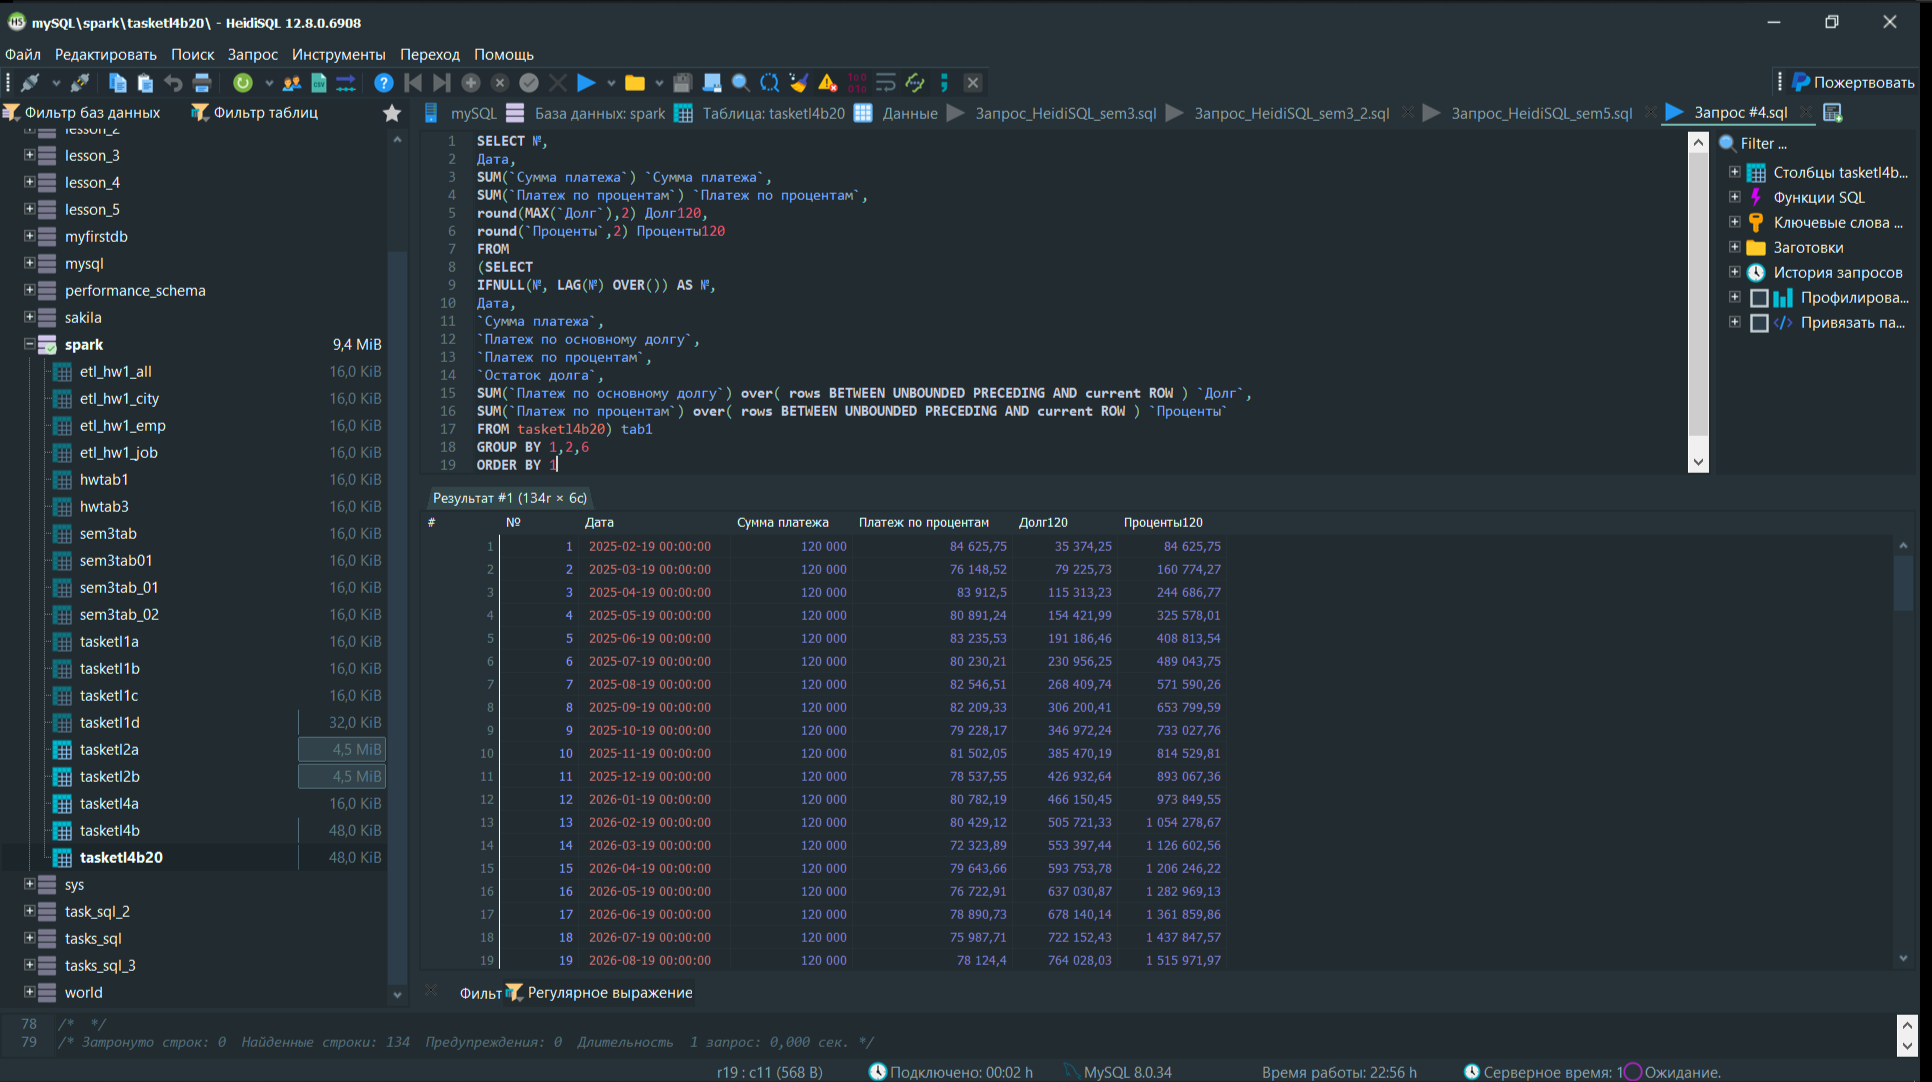 mySQL\spark\tasketl4b20\ - HeidiSQL 12.8.0.6908
Файл Редактировать Поиск Запрос Инструменты Переход Помощь
Пожертвовать
Фильтр баз данных Фильтр таблиц
mySQL База данных: spark Таблица: tasketl4b20 Данные Запрос_HeidiSQL_sem3.sql Запрос_HeidiSQL_sem3_2.sql Запрос_HeidiSQL_sem5.sql Запрос #4.sql
lesson_2
lesson_3
lesson_4
lesson_5
myfirstdb
mysql
performance_schema
sakila
spark 9,4 MiB
etl_hw1_all 16,0 KiB
etl_hw1_city 16,0 KiB
etl_hw1_emp 16,0 KiB
etl_hw1_job 16,0 KiB
hwtab1 16,0 KiB
hwtab3 16,0 KiB
sem3tab 16,0 KiB
sem3tab01 16,0 KiB
sem3tab_01 16,0 KiB
sem3tab_02 16,0 KiB
tasketl1a 16,0 KiB
tasketl1b 16,0 KiB
tasketl1c 16,0 KiB
tasketl1d 32,0 KiB
tasketl2a 4,5 MiB
tasketl2b 4,5 MiB
tasketl4a 16,0 KiB
tasketl4b 48,0 KiB
tasketl4b20 48,0 KiB
sys
task_sql_2
tasks_sql
tasks_sql_3
world
1 SELECT №,
2 Дата,
3 SUM(`Сумма платежа`) `Сумма платежа`,
4 SUM(`Платеж по процентам`) `Платеж по процентам`,
5 round(MAX(`Долг`),2) Долг120,
6 round(`Проценты`,2) Проценты120
7 FROM
8 (SELECT
9 IFNULL(№, LAG(№) OVER()) AS №,
10 Дата,
11 `Сумма платежа`,
12 `Платеж по основному долгу`,
13 `Платеж по процентам`,
14 `Остаток долга`,
15 SUM(`Платеж по основному долгу`) over( rows BETWEEN UNBOUNDED PRECEDING AND current ROW ) `Долг`,
16 SUM(`Платеж по процентам`) over( rows BETWEEN UNBOUNDED PRECEDING AND current ROW ) `Проценты`
17 FROM tasketl4b20) tab1
18 GROUP BY 1,2,6
19 ORDER BY 1
Filter ...
Столбцы tasketl4b...
Функции SQL
Ключевые слова ...
Заготовки
История запросов
Профилирова...
Привязать па...
Результат #1 (134r × 6c)
# № Дата Сумма платежа Платеж по процентам Долг120 Проценты120
1 1 2025-02-19 00:00:00 120 000 84 625,75 35 374,25 84 625,75
2 2 2025-03-19 00:00:00 120 000 76 148,52 79 225,73 160 774,27
3 3 2025-04-19 00:00:00 120 000 83 912,5 115 313,23 244 686,77
4 4 2025-05-19 00:00:00 120 000 80 891,24 154 421,99 325 578,01
5 5 2025-06-19 00:00:00 120 000 83 235,53 191 186,46 408 813,54
6 6 2025-07-19 00:00:00 120 000 80 230,21 230 956,25 489 043,75
7 7 2025-08-19 00:00:00 120 000 82 546,51 268 409,74 571 590,26
8 8 2025-09-19 00:00:00 120 000 82 209,33 306 200,41 653 799,59
9 9 2025-10-19 00:00:00 120 000 79 228,17 346 972,24 733 027,76
10 10 2025-11-19 00:00:00 120 000 81 502,05 385 470,19 814 529,81
11 11 2025-12-19 00:00:00 120 000 78 537,55 426 932,64 893 067,36
12 12 2026-01-19 00:00:00 120 000 80 782,19 466 150,45 973 849,55
13 13 2026-02-19 00:00:00 120 000 80 429,12 505 721,33 1 054 278,67
14 14 2026-03-19 00:00:00 120 000 72 323,89 553 397,44 1 126 602,56
15 15 2026-04-19 00:00:00 120 000 79 643,66 593 753,78 1 206 246,22
16 16 2026-05-19 00:00:00 120 000 76 722,91 637 030,87 1 282 969,13
17 17 2026-06-19 00:00:00 120 000 78 890,73 678 140,14 1 361 859,86
18 18 2026-07-19 00:00:00 120 000 75 987,71 722 152,43 1 437 847,57
19 19 2026-08-19 00:00:00 120 000 78 124,4 764 028,03 1 515 971,97
Фильт Регулярное выражение
78 /* */
79 /* Затронуто строк: 0 Найденные строки: 134 Предупреждения: 0 Длительность 1 запрос: 0,000 сек. */
r19 : c11 (568 B) Подключено: 00:02 h MySQL 8.0.34 Время работы: 22:56 h Серверное время: 1 Ожидание.